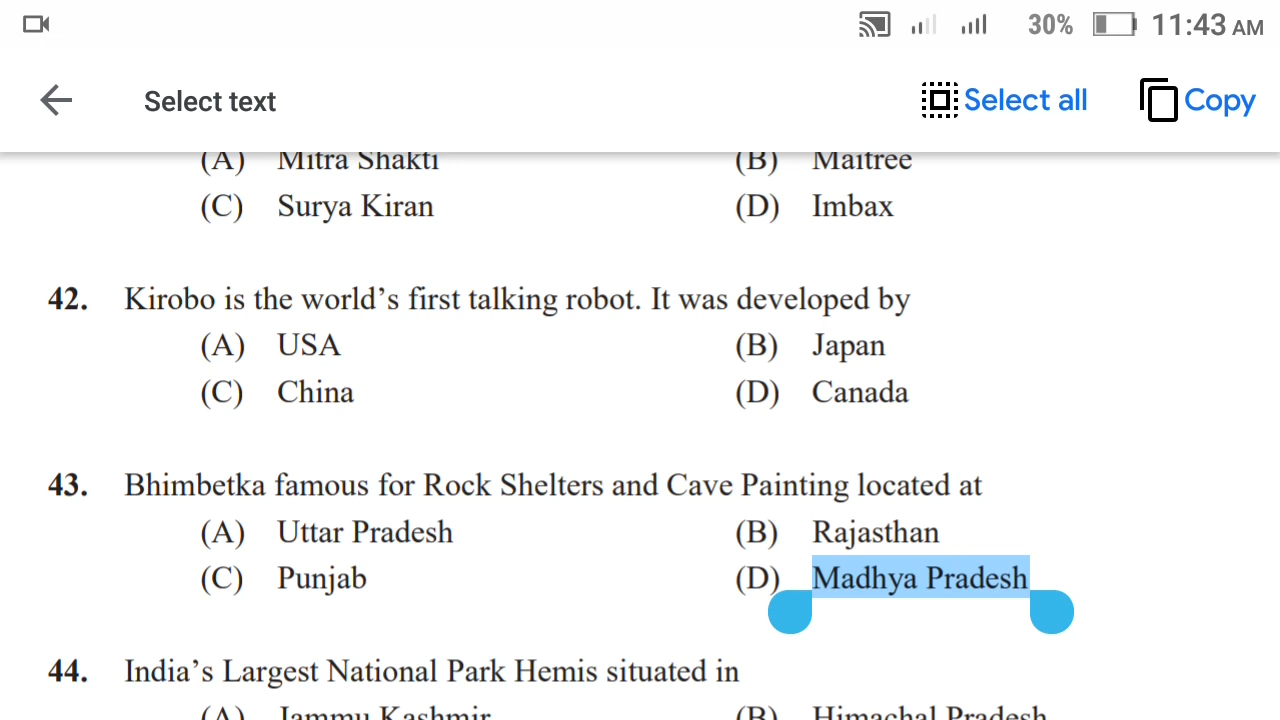 30% 11:43 AM
Select text Select all Copy
(A) Mitra Shakti (B) Maitree
(C) Surya Kiran (D) Imbax
42. Kirobo is the world’s first talking robot. It was developed by
(A) USA (B) Japan
(C) China (D) Canada
43. Bhimbetka famous for Rock Shelters and Cave Painting located at
(A) Uttar Pradesh (B) Rajasthan
(C) Punjab (D) Madhya Pradesh
44. India’s Largest National Park Hemis situated in
(A) Jammu Kashmir (B) Himachal Pradesh